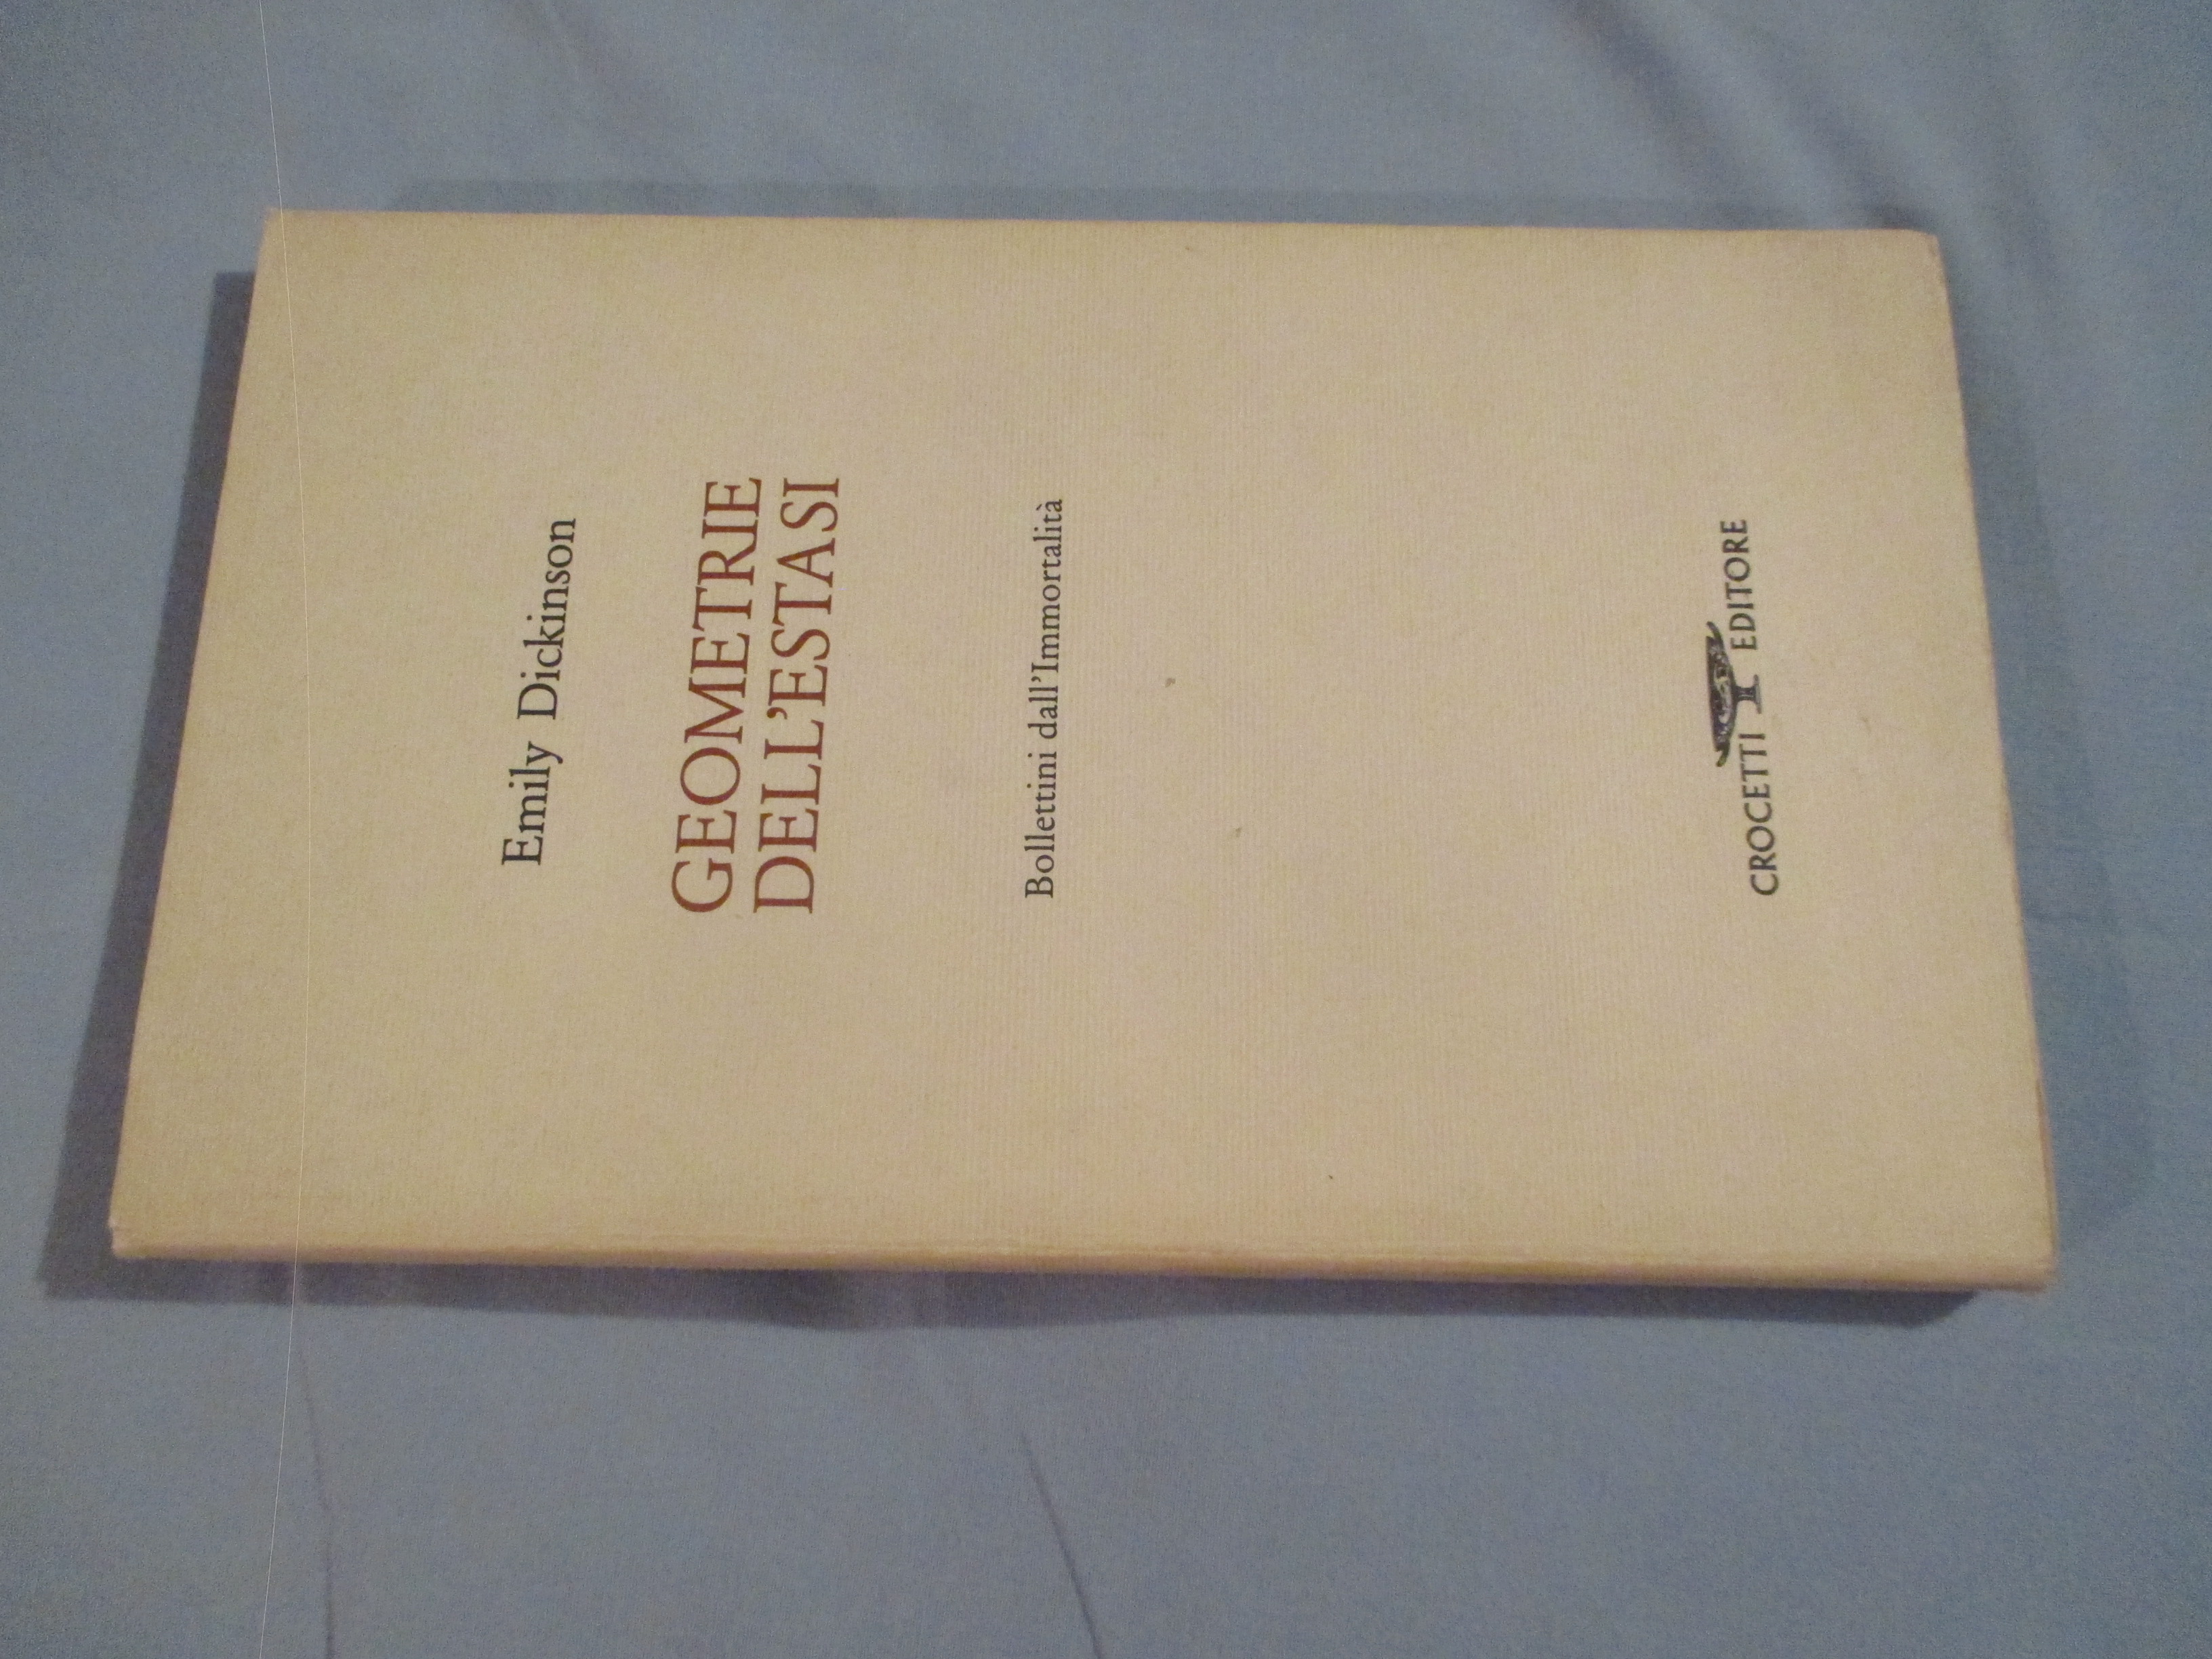 Emily Dickinson
GEOMETRIE
DELL'ESTASI
Bollettini dall'Immortalità
CROCETTI EDITORE